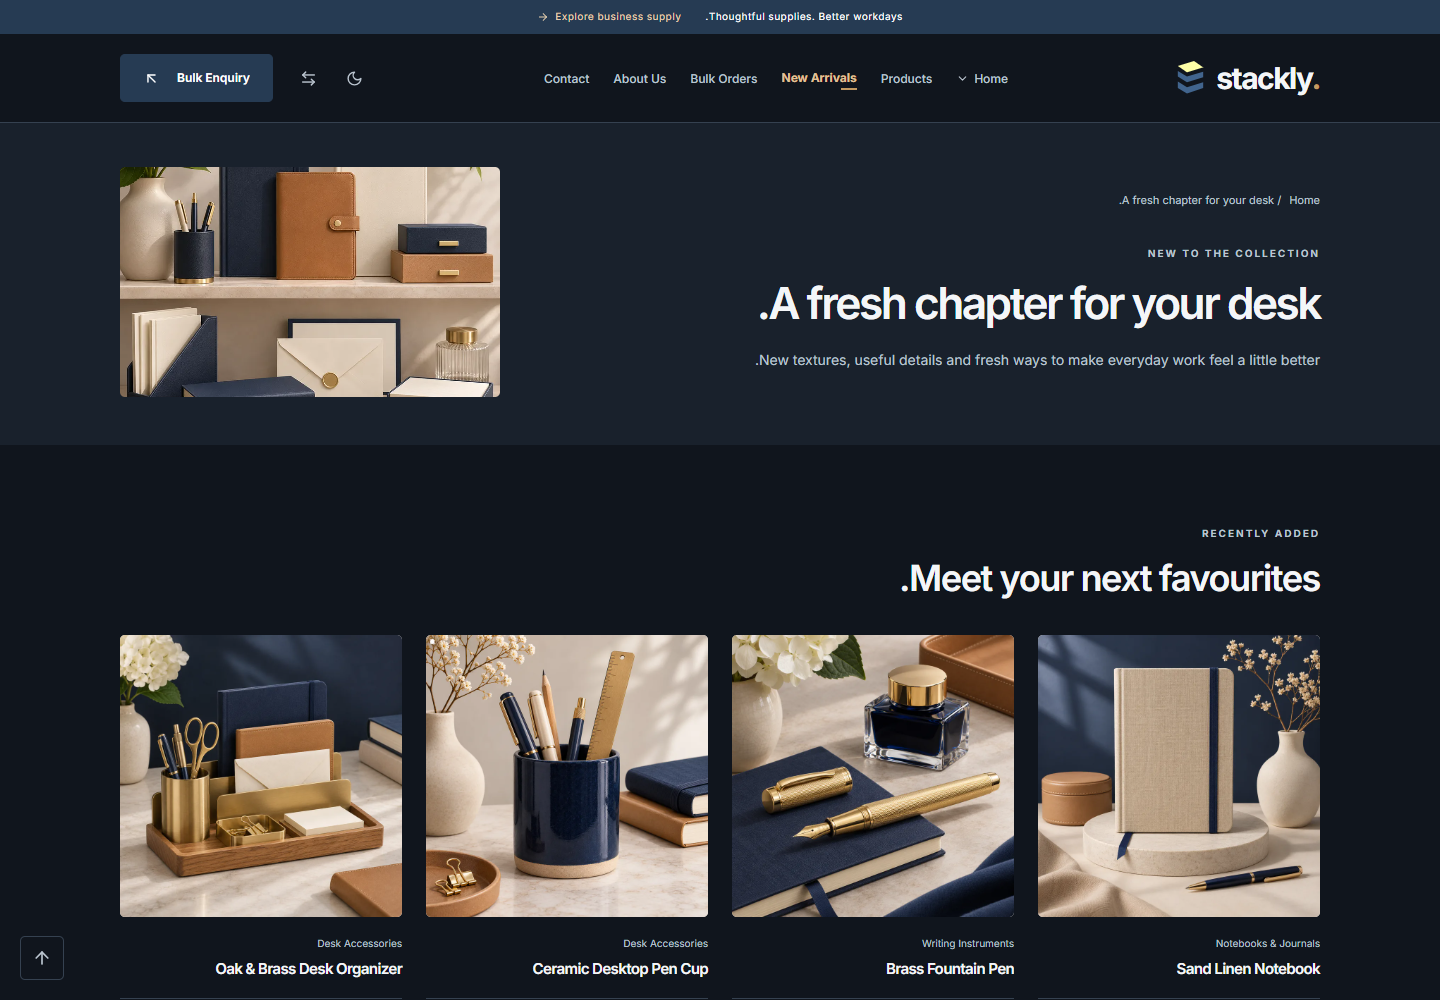 Explore business supply
.Thoughtful supplies. Better workdays
Bulk Enquiry
Contact
About Us
Bulk Orders
New Arrivals
Products
Home
stackly.
.A fresh chapter for your desk / Home
NEW TO THE COLLECTION
.A fresh chapter for your desk
.New textures, useful details and fresh ways to make everyday work feel a little better
RECENTLY ADDED
.Meet your next favourites
Desk Accessories
Oak & Brass Desk Organizer
Desk Accessories
Ceramic Desktop Pen Cup
Writing Instruments
Brass Fountain Pen
Notebooks & Journals
Sand Linen Notebook